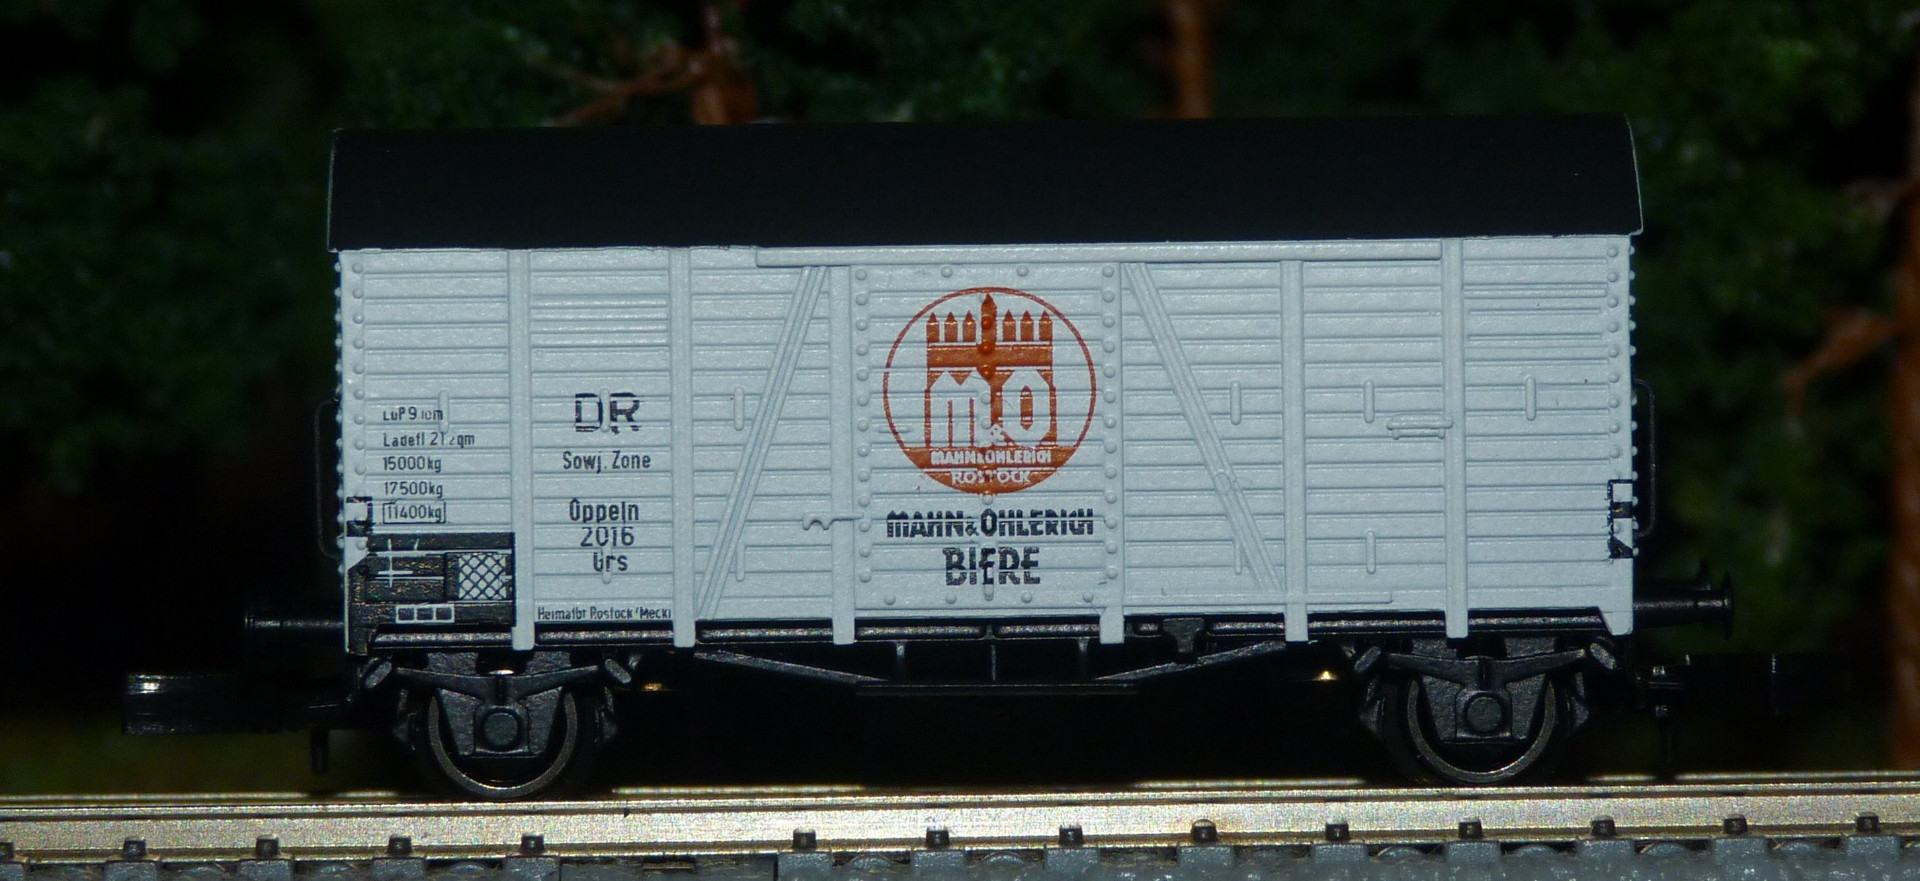 LüP 9,10m
Ladefl 21,2qm
15000kg
17500kg
11400kg
DR
Sowj. Zone
Oppeln
2016
Grs
Heimatbf Rostock/Meckl
M&O
MAHN&OHLERICH
ROSTOCK
MAHN&OHLERICH
BIERE